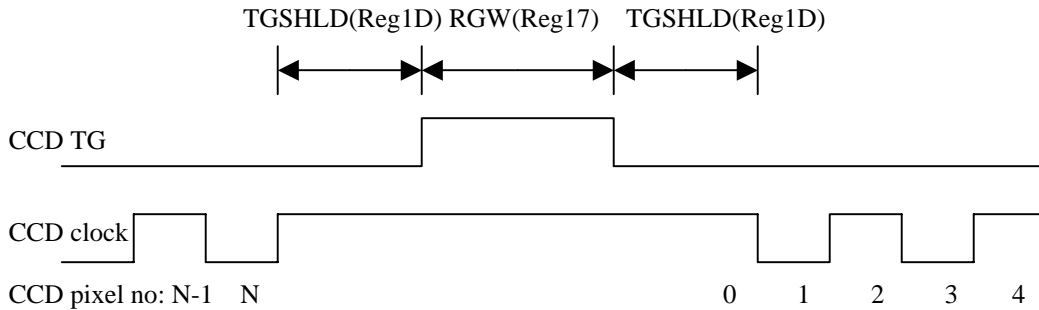 TGSHLD(Reg1D) RGW(Reg17) TGSHLD(Reg1D)
CCD TG
CCD clock
CCD pixel no: N-1 N 0 1 2 3 4